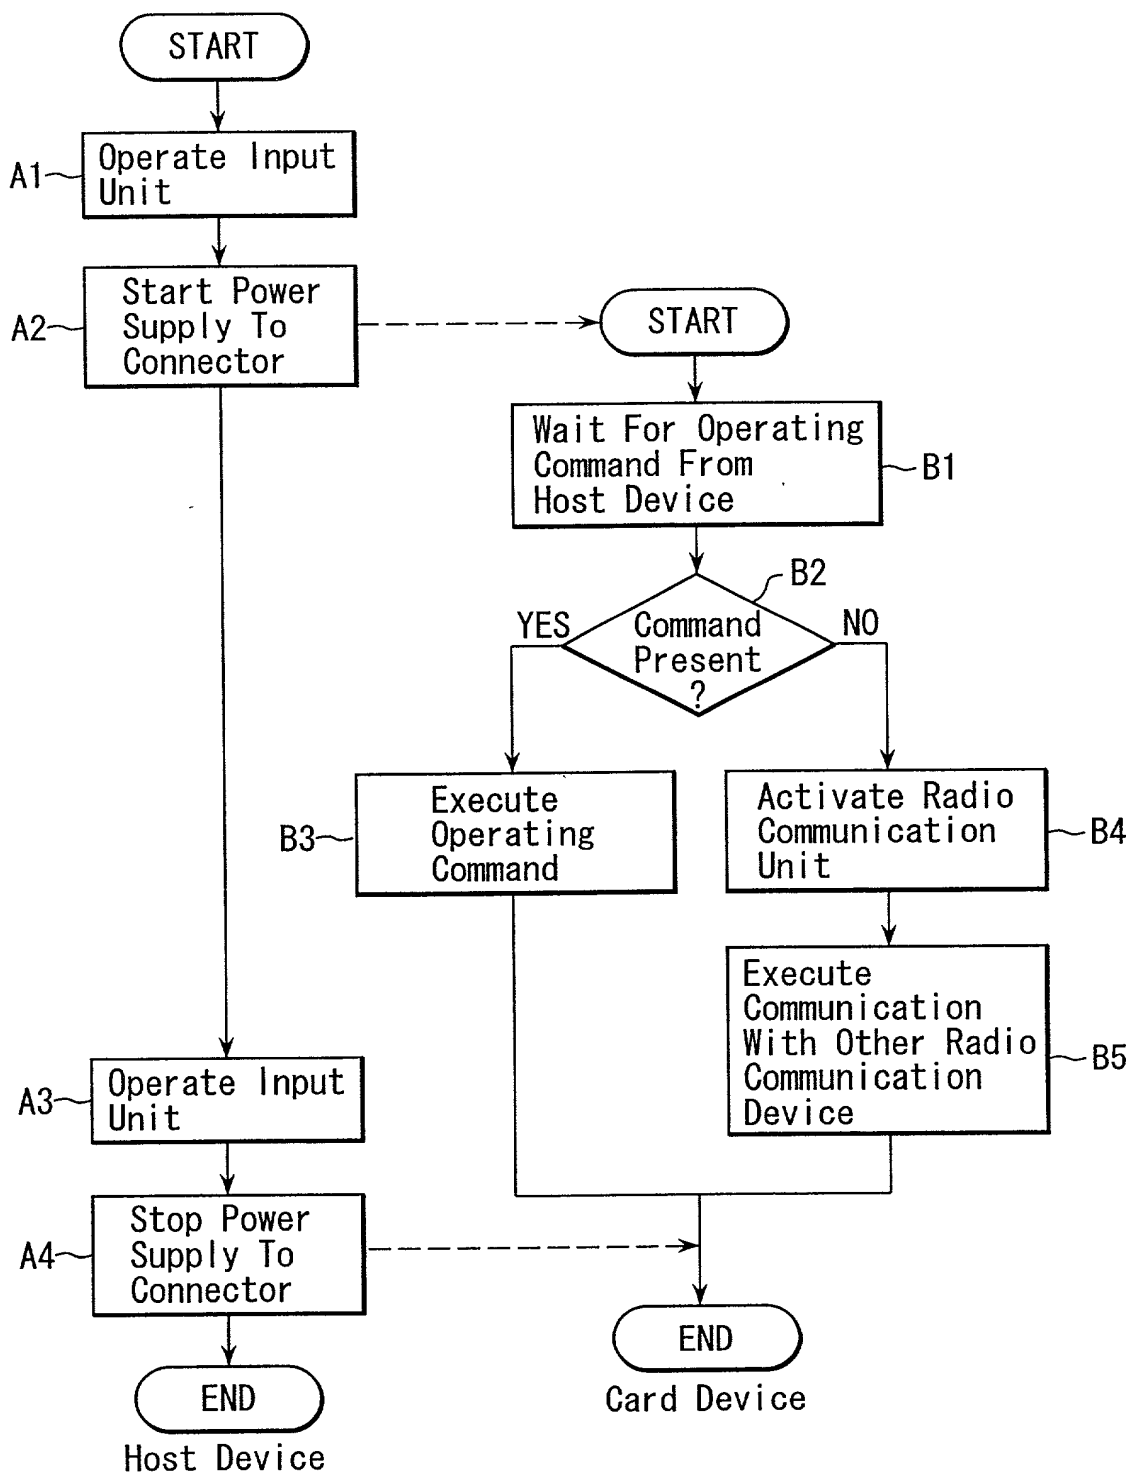 START
A1
Operate Input
Unit
A2
Start Power
Supply To
Connector
START
Wait For Operating
Command From
Host Device
B1
B2
YES
Command
Present
?
NO
B3
Execute
Operating
Command
Activate Radio
Communication
Unit
B4
Execute
Communication
With Other Radio
Communication
Device
B5
A3
Operate Input
Unit
A4
Stop Power
Supply To
Connector
END
Card Device
END
Host Device